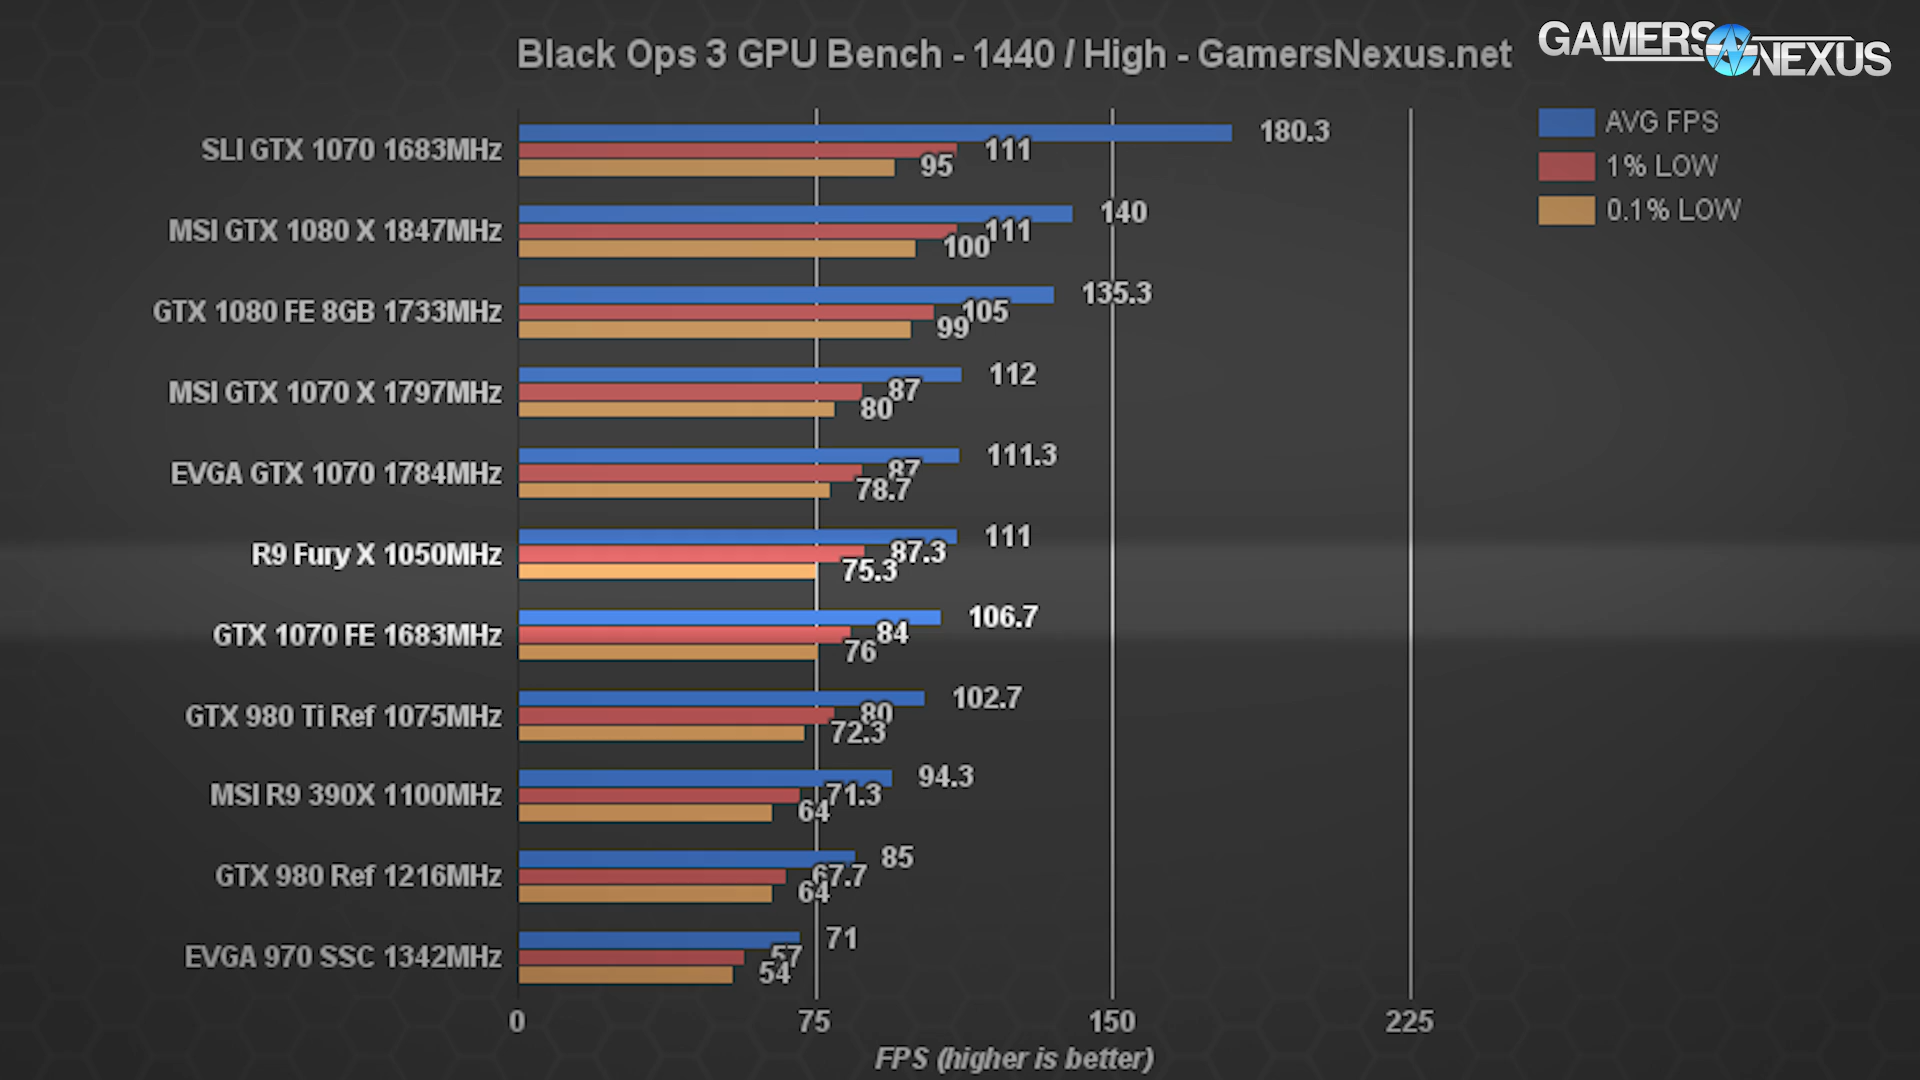 Black Ops 3 GPU Bench - 1440 / High - GamersNexus.net
GAMERS NEXUS
AVG FPS
1% LOW
0.1% LOW
SLI GTX 1070 1683MHz
180.3
111
95
MSI GTX 1080 X 1847MHz
140
111
100
GTX 1080 FE 8GB 1733MHz
135.3
105
99
MSI GTX 1070 X 1797MHz
112
87
80
EVGA GTX 1070 1784MHz
111.3
87
78.7
R9 Fury X 1050MHz
111
87.3
75.3
GTX 1070 FE 1683MHz
106.7
84
76
GTX 980 Ti Ref 1075MHz
102.7
80
72.3
MSI R9 390X 1100MHz
94.3
71.3
64
GTX 980 Ref 1216MHz
85
67.7
64
EVGA 970 SSC 1342MHz
71
57
54
0 75 150 225
FPS (higher is better)